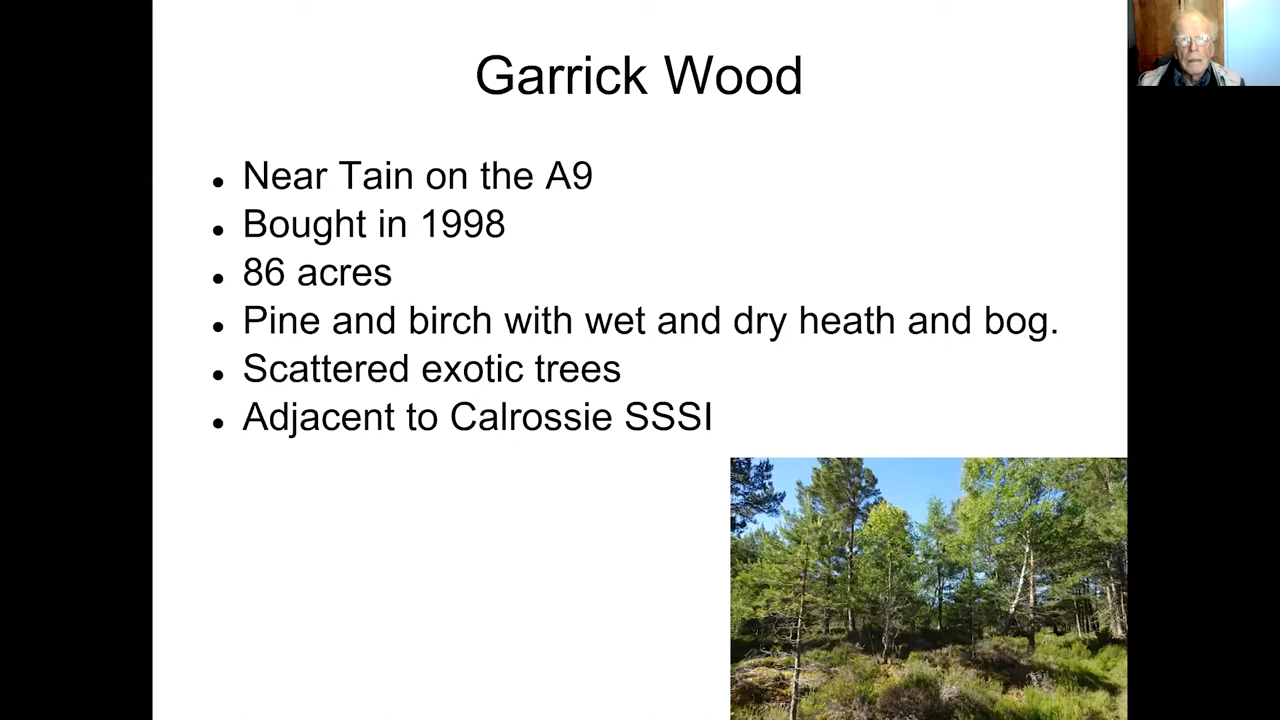 Garrick Wood
● Near Tain on the A9
● Bought in 1998
● 86 acres
● Pine and birch with wet and dry heath and bog.
● Scattered exotic trees
● Adjacent to Calrossie SSSI